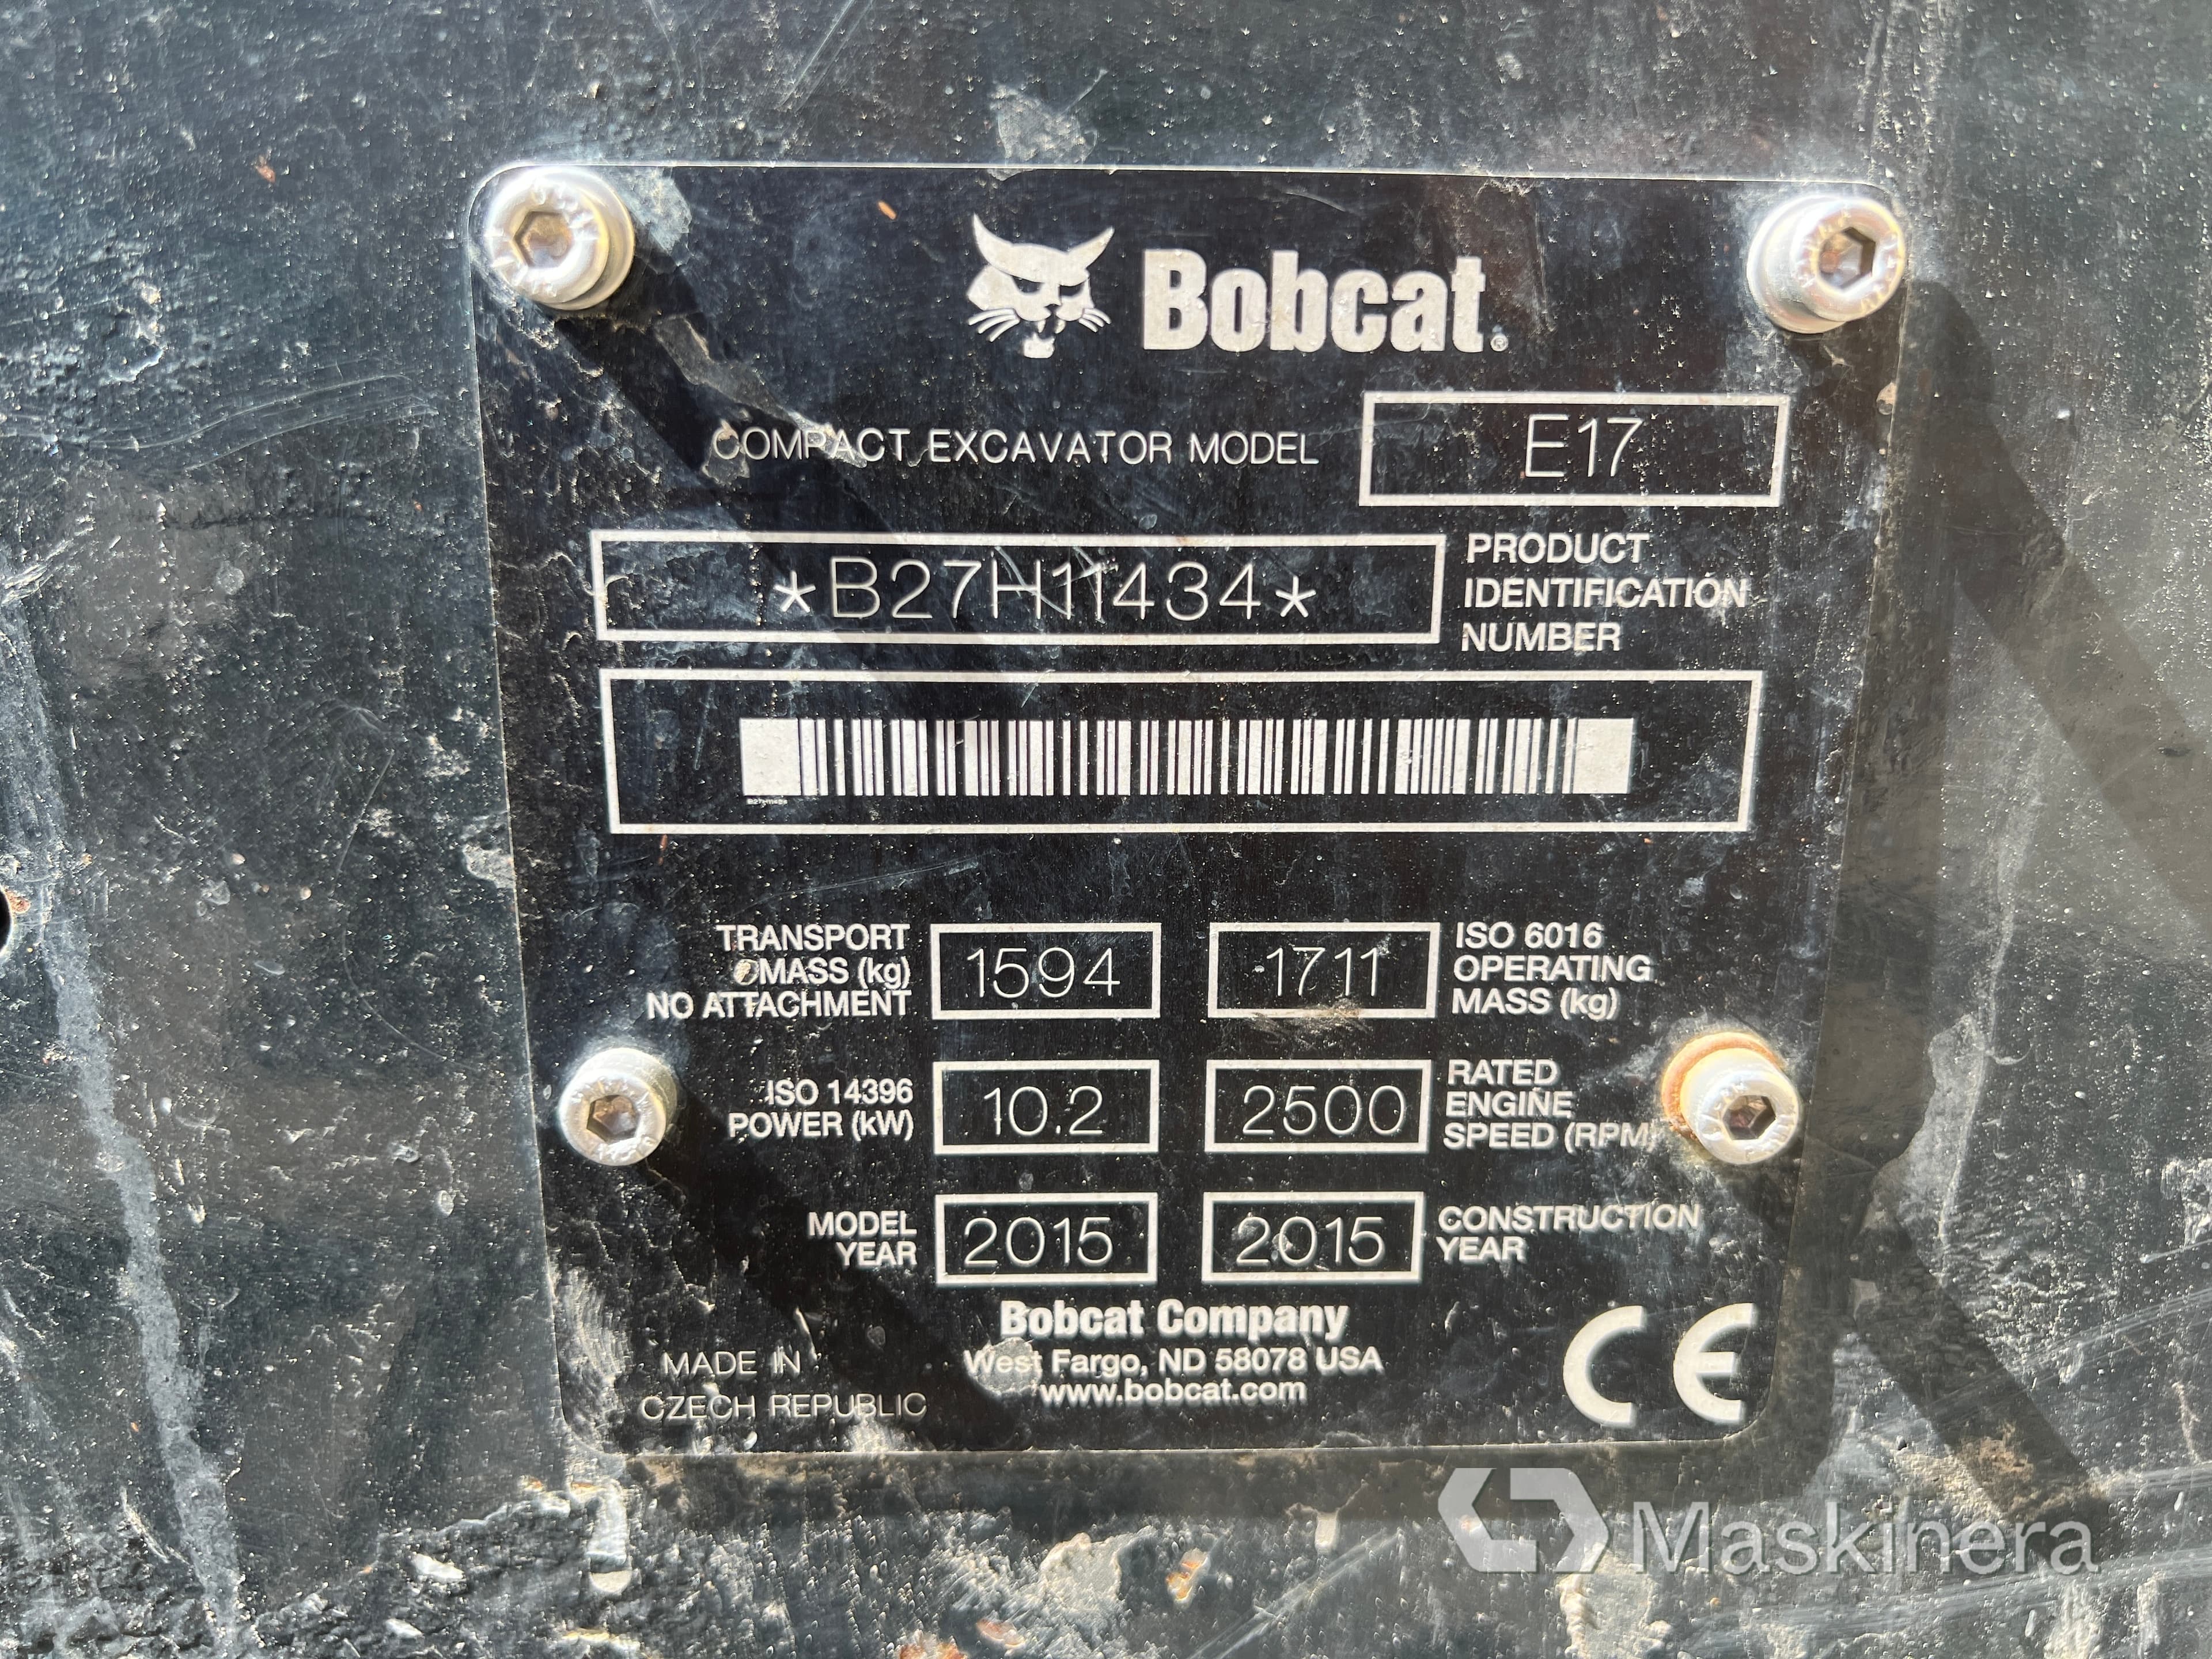 Bobcat®
COMPACT EXCAVATOR MODEL E17
*B27H11434*
PRODUCT
IDENTIFICATION
NUMBER
TRANSPORT
MASS (kg)
NO ATTACHMENT
1594
1711
ISO 6016
OPERATING
MASS (kg)
ISO 14396
POWER (kW)
10.2
2500
RATED
ENGINE
SPEED (RPM)
MODEL
YEAR
2015
2015
CONSTRUCTION
YEAR
Bobcat Company
West Fargo, ND 58078 USA
www.bobcat.com
MADE IN
CZECH REPUBLIC
CE
Maskinera